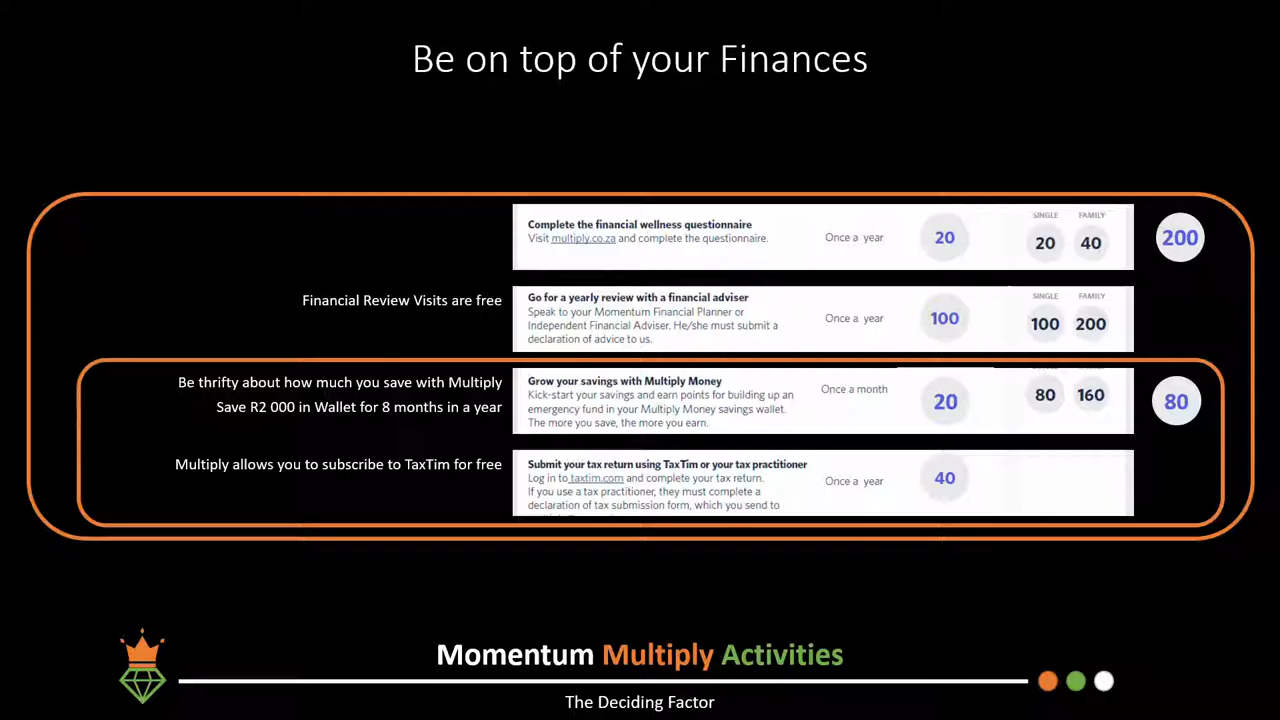 Be on top of your Finances
SINGLE FAMILY
Complete the financial wellness questionnaire
Visit multiply.co.za and complete the questionnaire.
Once a year
20
20 40
200
Financial Review Visits are free
SINGLE FAMILY
Go for a yearly review with a financial adviser
Speak to your Momentum Financial Planner or
Independent Financial Adviser. He/she must submit a
declaration of advice to us.
Once a year
100
100 200
Be thrifty about how much you save with Multiply
Save R2 000 in Wallet for 8 months in a year
Grow your savings with Multiply Money
Kick-start your savings and earn points for building up an
emergency fund in your Multiply Money savings wallet.
The more you save, the more you earn.
Once a month
20
80 160
80
Multiply allows you to subscribe to TaxTim for free
Submit your tax return using TaxTim or your tax practitioner
Log in to taxtim.com and complete your tax return.
If you use a tax practitioner, they must complete a
declaration of tax submission form, which you send to
Once a year
40
Momentum Multiply Activities
The Deciding Factor